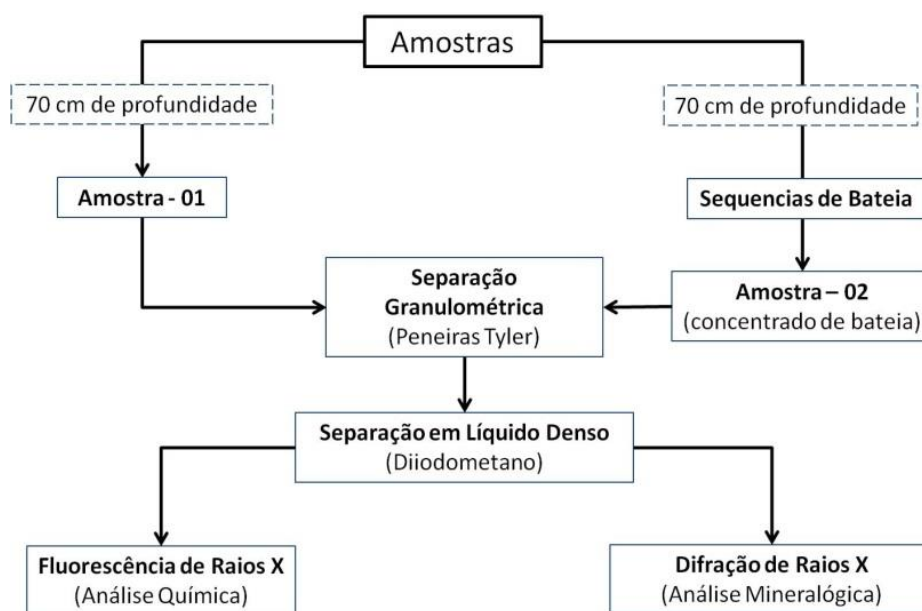 Amostras
70 cm de profundidade
70 cm de profundidade
Amostra - 01
Sequencias de Bateia
Separação
Granulométrica
(Peneiras Tyler)
Amostra – 02
(concentrado de bateia)
Separação em Líquido Denso
(Diiodometano)
Fluorescência de Raios X
(Análise Química)
Difração de Raios X
(Análise Mineralógica)